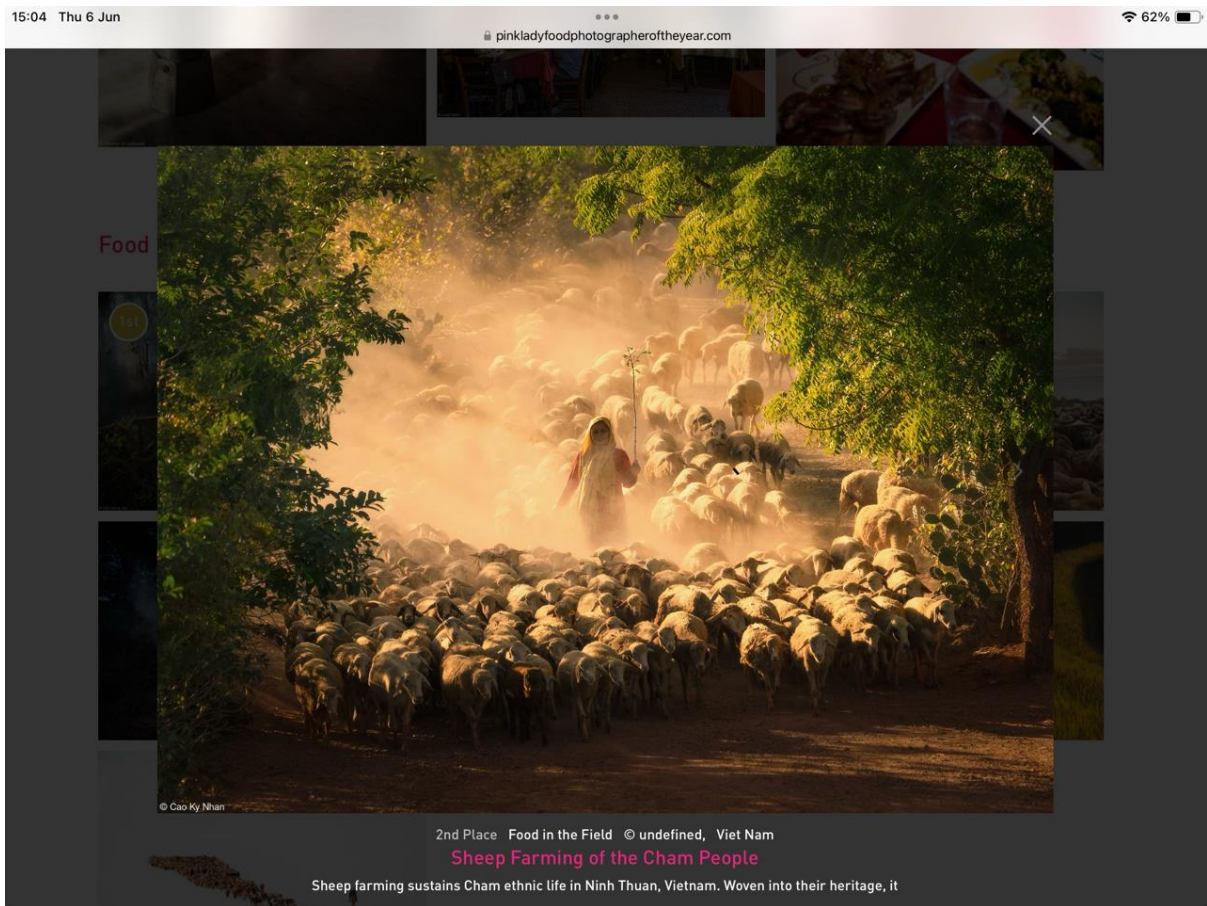 15:04 Thu 6 Jun
62%
pinkladyfoodphotographeroftheyear.com
Food
1st
© Cao Ky Nhan
2nd Place Food in the Field © undefined, Viet Nam
Sheep Farming of the Cham People
Sheep farming sustains Cham ethnic life in Ninh Thuan, Vietnam. Woven into their heritage, it